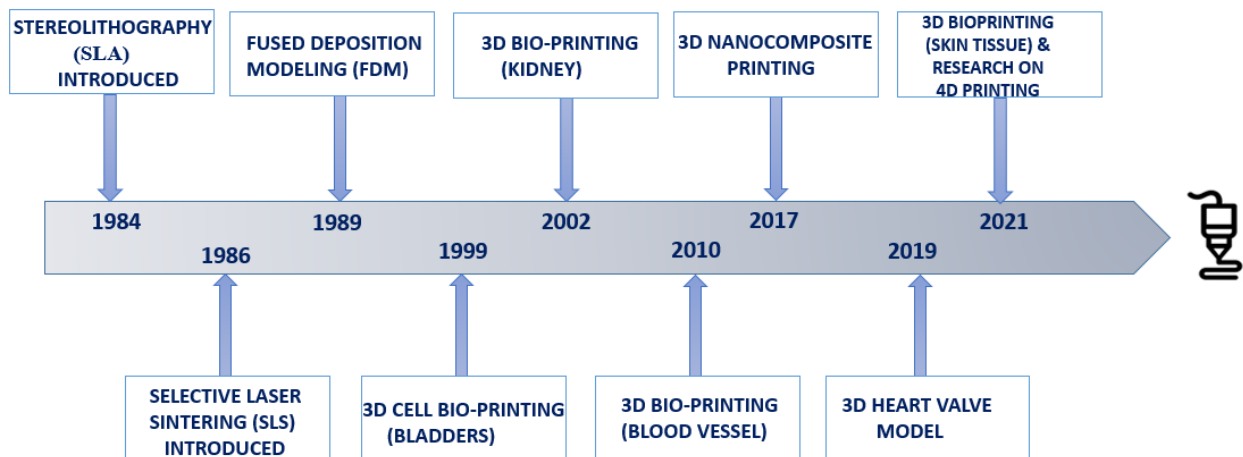 STEREOLITHOGRAPHY
(SLA)
INTRODUCED
FUSED DEPOSITION
MODELING (FDM)
3D BIO-PRINTING
(KIDNEY)
3D NANOCOMPOSITE
PRINTING
3D BIOPRINTING
(SKIN TISSUE) &
RESEARCH ON
4D PRINTING
1984
1986
1989
1999
2002
2010
2017
2019
2021
SELECTIVE LASER
SINTERING (SLS)
INTRODUCED
3D CELL BIO-PRINTING
(BLADDERS)
3D BIO-PRINTING
(BLOOD VESSEL)
3D HEART VALVE
MODEL